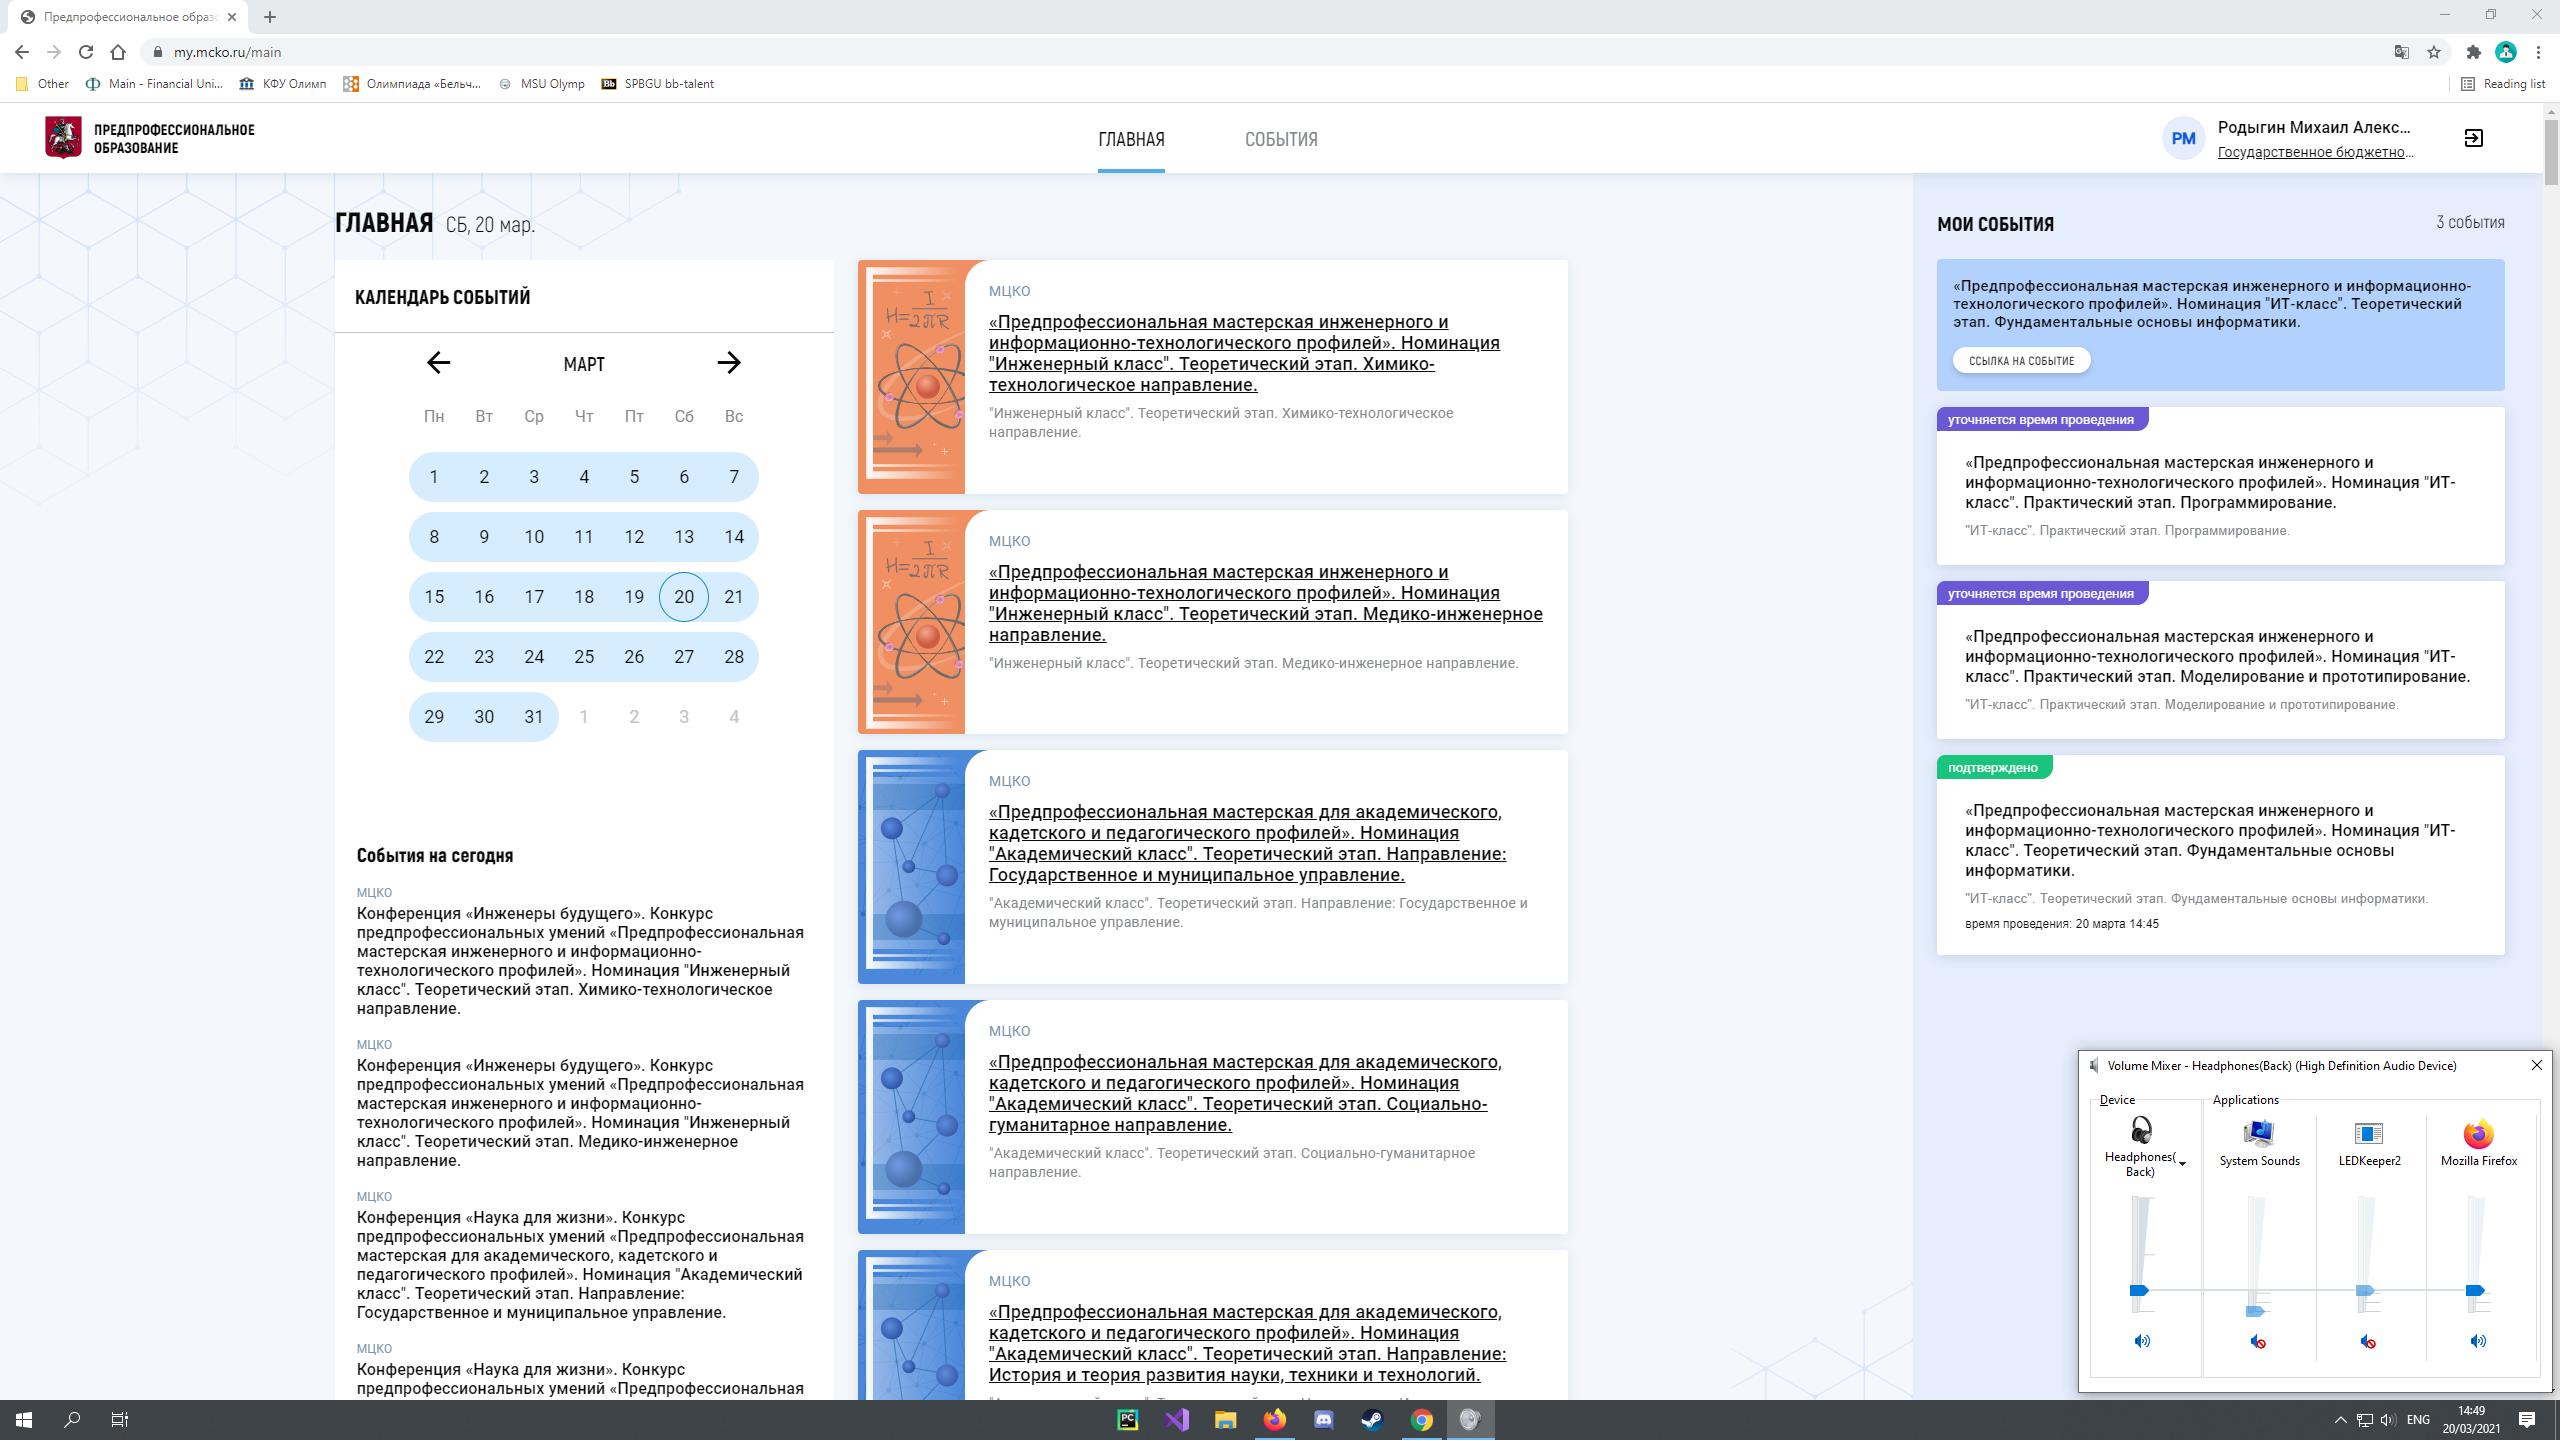 Предпрофессиональное образ
my.mcko.ru/main
Other
Main - Financial Uni...
КФУ Олимп
Олимпиада «Бельч...
MSU Olymp
Bb
SPBGU bb-talent
Reading list
ПРЕДПРОФЕССИОНАЛЬНОЕ
ОБРАЗОВАНИЕ
ГЛАВНАЯ
СОБЫТИЯ
РМ
Родыгин Михаил Алекс...
Государственное бюджетно...
ГЛАВНАЯ СБ, 20 мар.
КАЛЕНДАРЬ СОБЫТИЙ
МАРТ
Пн Вт Ср Чт Пт Сб Вс
1 2 3 4 5 6 7
8 9 10 11 12 13 14
15 16 17 18 19 20 21
22 23 24 25 26 27 28
29 30 31 1 2 3 4
События на сегодня
МЦКО
Конференция «Инженеры будущего». Конкурс
предпрофессиональных умений «Предпрофессиональная
мастерская инженерного и информационно-
технологического профилей». Номинация "Инженерный
класс". Теоретический этап. Химико-технологическое
направление.
МЦКО
Конференция «Инженеры будущего». Конкурс
предпрофессиональных умений «Предпрофессиональная
мастерская инженерного и информационно-
технологического профилей». Номинация "Инженерный
класс". Теоретический этап. Медико-инженерное
направление.
МЦКО
Конференция «Наука для жизни». Конкурс
предпрофессиональных умений «Предпрофессиональная
мастерская для академического, кадетского и
педагогического профилей». Номинация "Академический
класс". Теоретический этап. Направление:
Государственное и муниципальное управление.
МЦКО
Конференция «Наука для жизни». Конкурс
предпрофессиональных умений «Предпрофессиональная
I
H=
2πR
МЦКО
«Предпрофессиональная мастерская инженерного и
информационно-технологического профилей». Номинация
"Инженерный класс". Теоретический этап. Химико-
технологическое направление.
"Инженерный класс". Теоретический этап. Химико-технологическое
направление.
I
H=
2πR
МЦКО
«Предпрофессиональная мастерская инженерного и
информационно-технологического профилей». Номинация
"Инженерный класс". Теоретический этап. Медико-инженерное
направление.
"Инженерный класс". Теоретический этап. Медико-инженерное направление.
МЦКО
«Предпрофессиональная мастерская для академического,
кадетского и педагогического профилей». Номинация
"Академический класс". Теоретический этап. Направление:
Государственное и муниципальное управление.
"Академический класс". Теоретический этап. Направление: Государственное и
муниципальное управление.
МЦКО
«Предпрофессиональная мастерская для академического,
кадетского и педагогического профилей». Номинация
"Академический класс". Теоретический этап. Социально-
гуманитарное направление.
"Академический класс". Теоретический этап. Социально-гуманитарное
направление.
МЦКО
«Предпрофессиональная мастерская для академического,
кадетского и педагогического профилей». Номинация
"Академический класс". Теоретический этап. Направление:
История и теория развития науки, техники и технологий.
МОИ СОБЫТИЯ
3 события
«Предпрофессиональная мастерская инженерного и информационно-
технологического профилей». Номинация "ИТ-класс". Теоретический
этап. Фундаментальные основы информатики.
ССЫЛКА НА СОБЫТИЕ
уточняется время проведения
«Предпрофессиональная мастерская инженерного и
информационно-технологического профилей». Номинация "ИТ-
класс". Практический этап. Программирование.
"ИТ-класс". Практический этап. Программирование.
уточняется время проведения
«Предпрофессиональная мастерская инженерного и
информационно-технологического профилей». Номинация "ИТ-
класс". Практический этап. Моделирование и прототипирование.
"ИТ-класс". Практический этап. Моделирование и прототипирование.
подтверждено
«Предпрофессиональная мастерская инженерного и
информационно-технологического профилей». Номинация "ИТ-
класс". Теоретический этап. Фундаментальные основы
информатики.
"ИТ-класс". Теоретический этап. Фундаментальные основы информатики.
время проведения: 20 марта 14:45
Volume Mixer - Headphones(Back) (High Definition Audio Device)
Device
Applications
Headphones(
Back)
System Sounds
LEDKeeper2
Mozilla Firefox
PC
ENG
14:49
20/03/2021